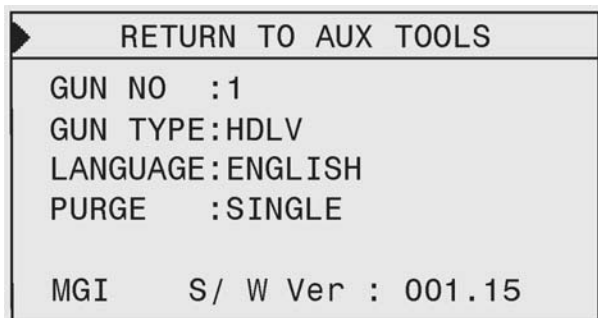 RETURN TO AUX TOOLS
GUN NO :1
GUN TYPE:HDLV
LANGUAGE:ENGLISH
PURGE :SINGLE
MGI S/ W Ver : 001.15